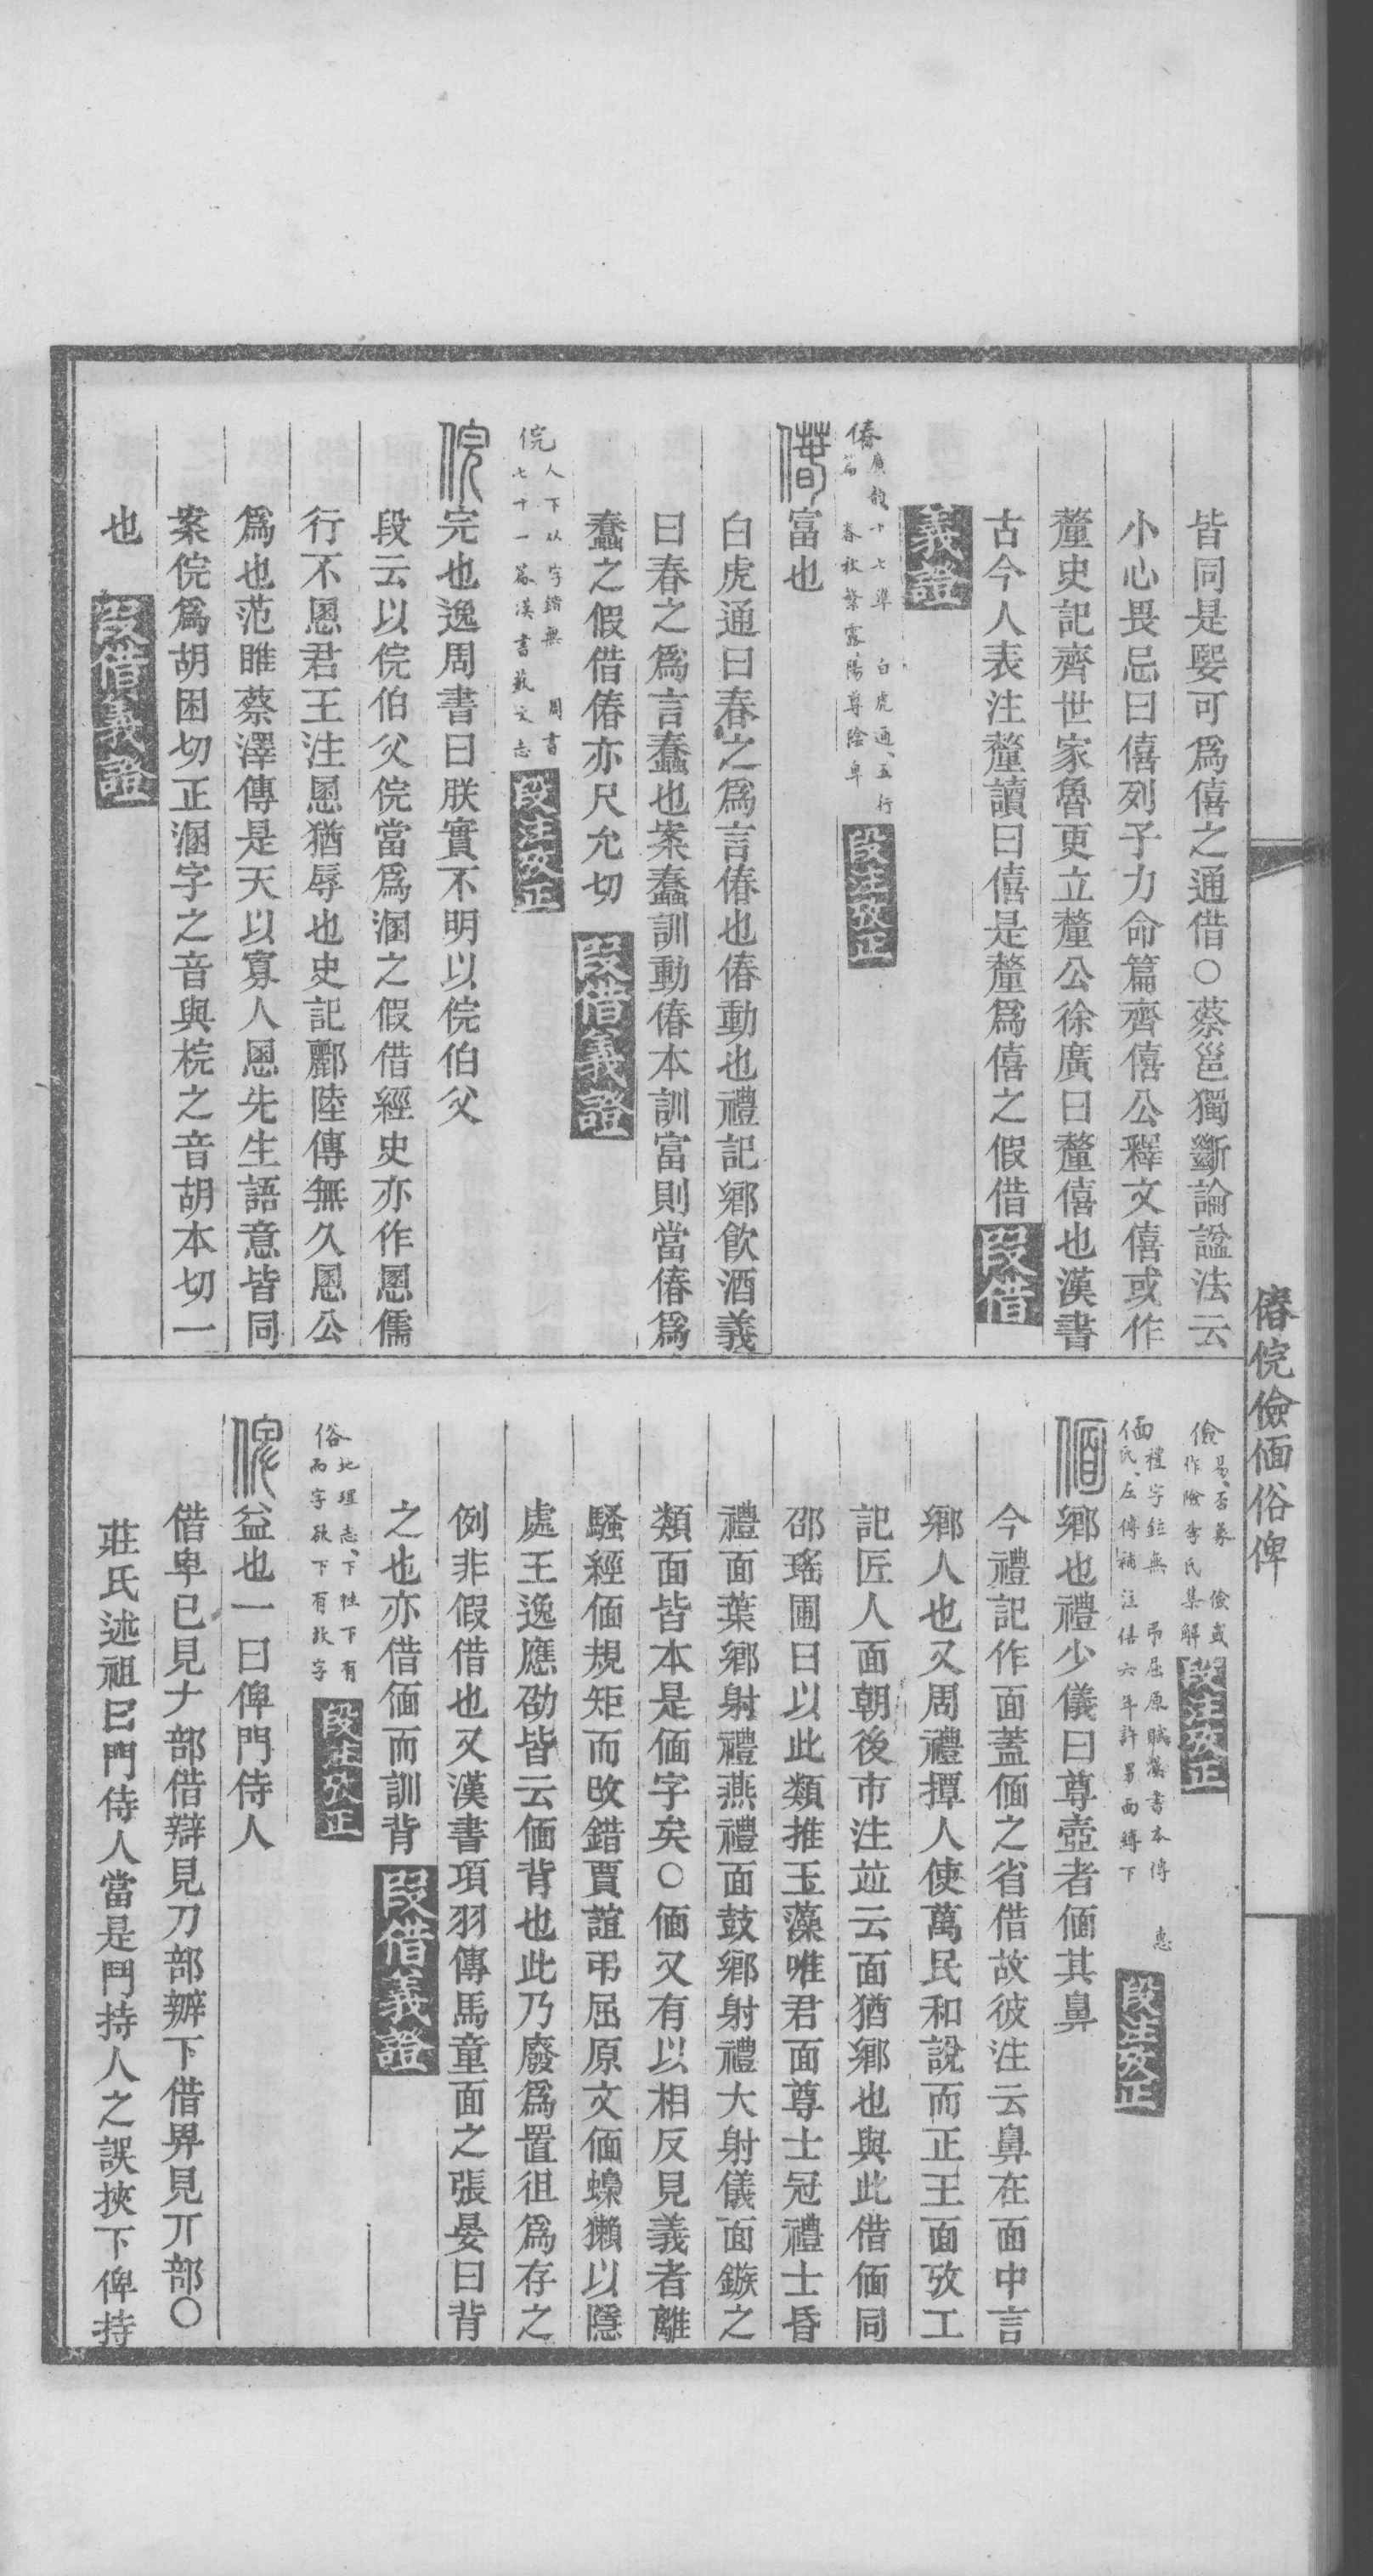 皆同是娶可爲僖之通借○蔡邕獨斷論諡法云
小心畏忌曰僖列子力命篇齊僖公釋文僖或作
釐史記齊世家魯更立釐公徐廣曰釐僖也漢書
古今人表注釐讀曰僖是釐爲僖之假借叚借
義證
偆廣韻十七準 白虎通、五行
篇 春秋繁露陽尊陰卑 段注攷正
偆富也
白虎通曰春之爲言偆也偆動也禮記鄉飲酒義
曰春之爲言蠢也案蠢訓動偆本訓富則當偆爲
蠢之假借偆亦尺允切 叚借義證
俒人下以字鍇無 周書
七十一篇漢書藝文志 段注攷正
俒完也逸周書曰朕實不明以俒伯父
段云以俒伯父俒當爲溷之假借經史亦作慁儒
行不慁君王注慁猶辱也史記酈陸傳無久慁公
爲也范睢蔡澤傳是天以寡人慁先生語意皆同
案俒爲胡困切正溷字之音與梡之音胡本切一
也 叚借義證
偆俒儉偭俗俾
儉易、否彖 儉或
作險李氏集解 段注攷正
偭禮字鉉無 弔屈原賦漢書本傳 惠
氏、左傳補注僖六年許男面縛下 段注攷正
偭鄉也禮少儀曰尊壺者偭其鼻
今禮記作面蓋偭之省借故彼注云鼻在面中言
鄉人也又周禮撢人使萬民和說而正王面攷工
記匠人面朝後市注竝云面猶鄉也與此借偭同
邵瑤圃曰以此類推玉藻唯君面尊士冠禮士昏
禮面葉鄉射禮燕禮面鼓鄉射禮大射儀面鏃之
類面皆本是偭字矣○偭又有以相反見義者離
騷經偭規矩而改錯賈誼弔屈原文偭蟂獺以隱
處王逸應劭皆云偭背也此乃廢爲置徂爲存之
例非假借也又漢書項羽傳馬童面之張晏曰背
之也亦借偭而訓背 叚借義證
俗地理志、下性下有
而字欲下有故字 段注攷正
俾益也一曰俾門侍人
借卑已見𠂇部借辯見刀部辦下借畀見丌部○
莊氏述祖曰門侍人當是鬥持人之誤挾下俾持